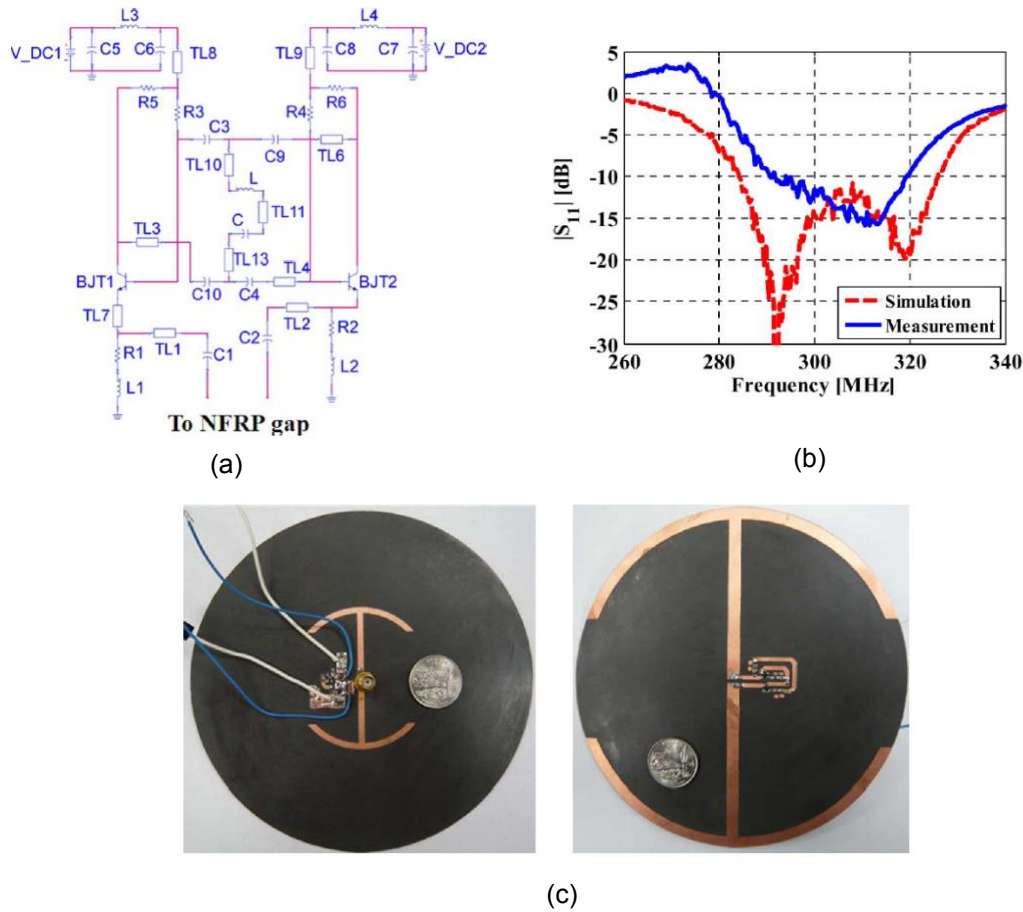 L3
L4
V_DC1
C5
C6
TL8
TL9
C8
C7
V_DC2
R5
R3
R4
R6
C3
C9
TL6
TL10
L
TL11
C
TL3
TL13
TL4
BJT1
C10
C4
BJT2
TL7
TL2
R2
TL1
C2
R1
C1
L1
L2
To NFRP gap
(a)
|S11| [dB]
5
0
-5
-10
-15
-20
-25
-30
260
280
300
320
340
Simulation
Measurement
Frequency [MHz]
(b)
(c)